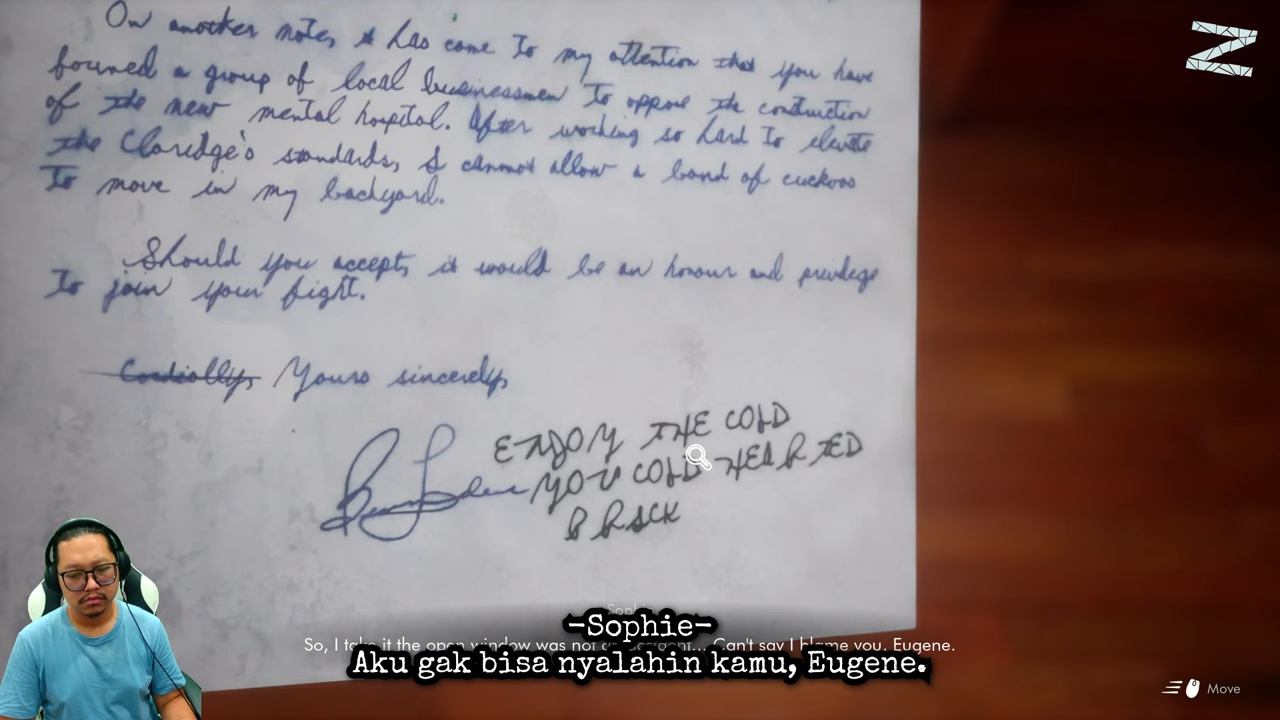 On another note, it has come to my attention that you have
formed a group of local businessmen to oppose the construction
of the new mental hospital. After working so hard to elevate
the Claridge's standards, I cannot allow a band of cuckoos
to move in my backyard.
Should you accept, it would be an honour and privilege
to join your fight.
Cordially, Yours sincerely,
ENJOY THE COLD
YOU COLD HEARTED
PRICK
-Sophie-
So, I take it the open window was not an accident... Can't say I blame you. Eugene.
Aku gak bisa nyalahin kamu, Eugene.
Move